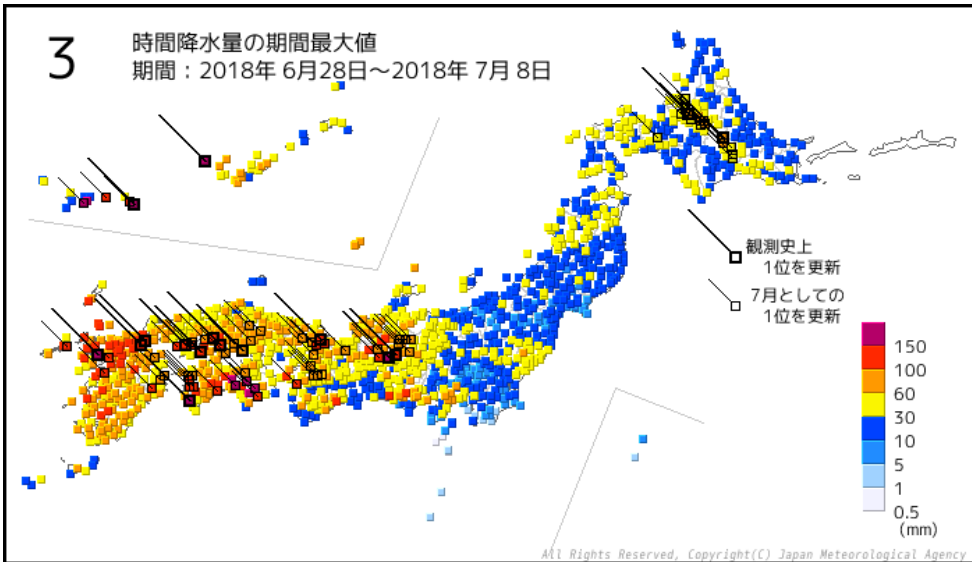 3
時間降水量の期間最大値
期間：2018年 6月28日～2018年 7月 8日
観測史上
1位を更新
7月としての
1位を更新
150
100
60
30
10
5
1
0.5
(mm)
All Rights Reserved, Copyright(C) Japan Meteorological Agency